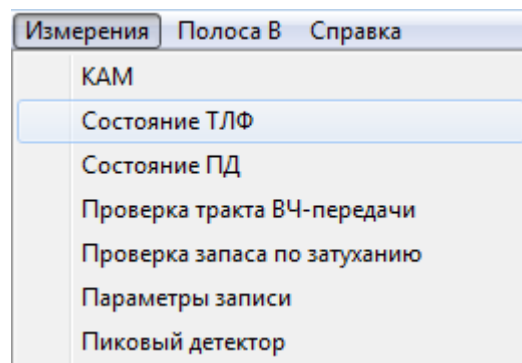 Измерения Полоса В Справка
КАМ
Состояние ТЛФ
Состояние ПД
Проверка тракта ВЧ-передачи
Проверка запаса по затуханию
Параметры записи
Пиковый детектор